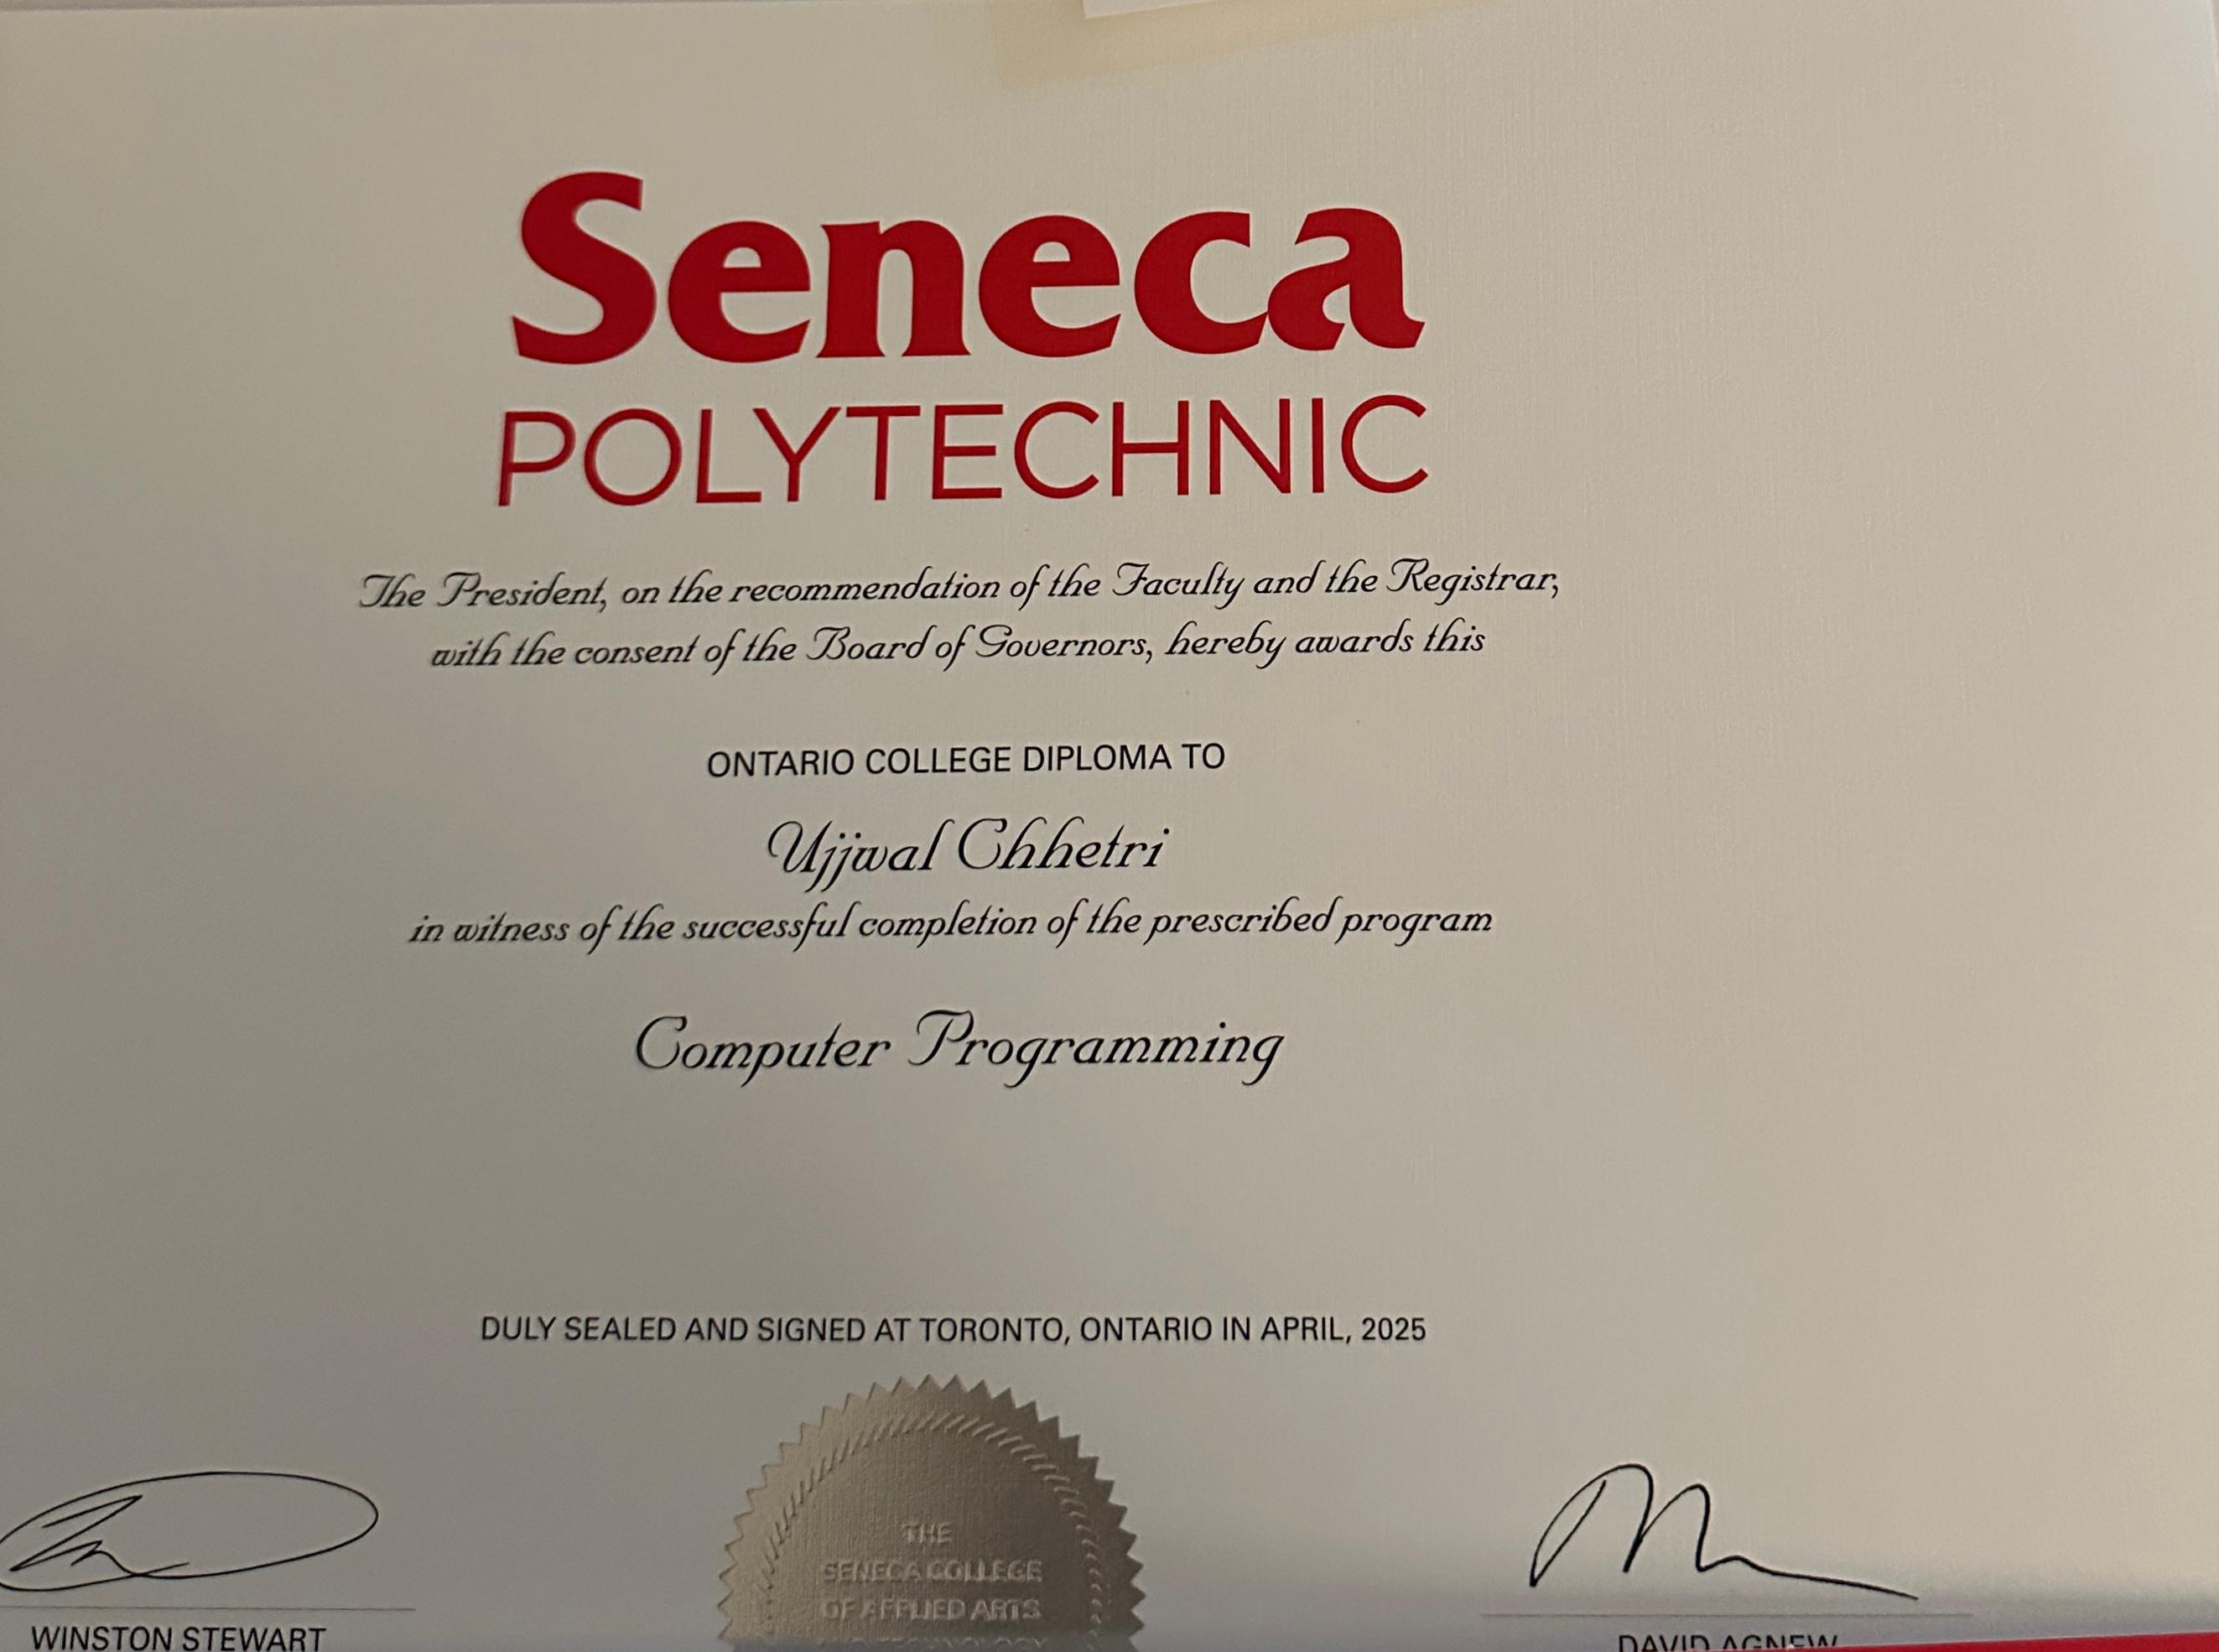 Seneca
POLYTECHNIC
The President, on the recommendation of the Faculty and the Registrar,
with the consent of the Board of Governors, hereby awards this
ONTARIO COLLEGE DIPLOMA TO
Ujjwal Chhetri
in witness of the successful completion of the prescribed program
Computer Programming
DULY SEALED AND SIGNED AT TORONTO, ONTARIO IN APRIL, 2025
THE
SENECA COLLEGE
OF APPLIED ARTS
AND TECHNOLOGY
WINSTON STEWART
DAVID AGNEW